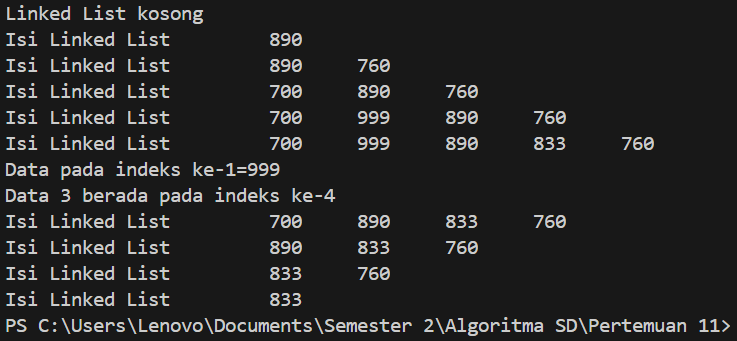 Linked List kosong
Isi Linked List 890
Isi Linked List 890 760
Isi Linked List 700 890 760
Isi Linked List 700 999 890 760
Isi Linked List 700 999 890 833 760
Data pada indeks ke-1=999
Data 3 berada pada indeks ke-4
Isi Linked List 700 890 833 760
Isi Linked List 890 833 760
Isi Linked List 833 760
Isi Linked List 833
PS C:\Users\Lenovo\Documents\Semester 2\Algoritma SD\Pertemuan 11>